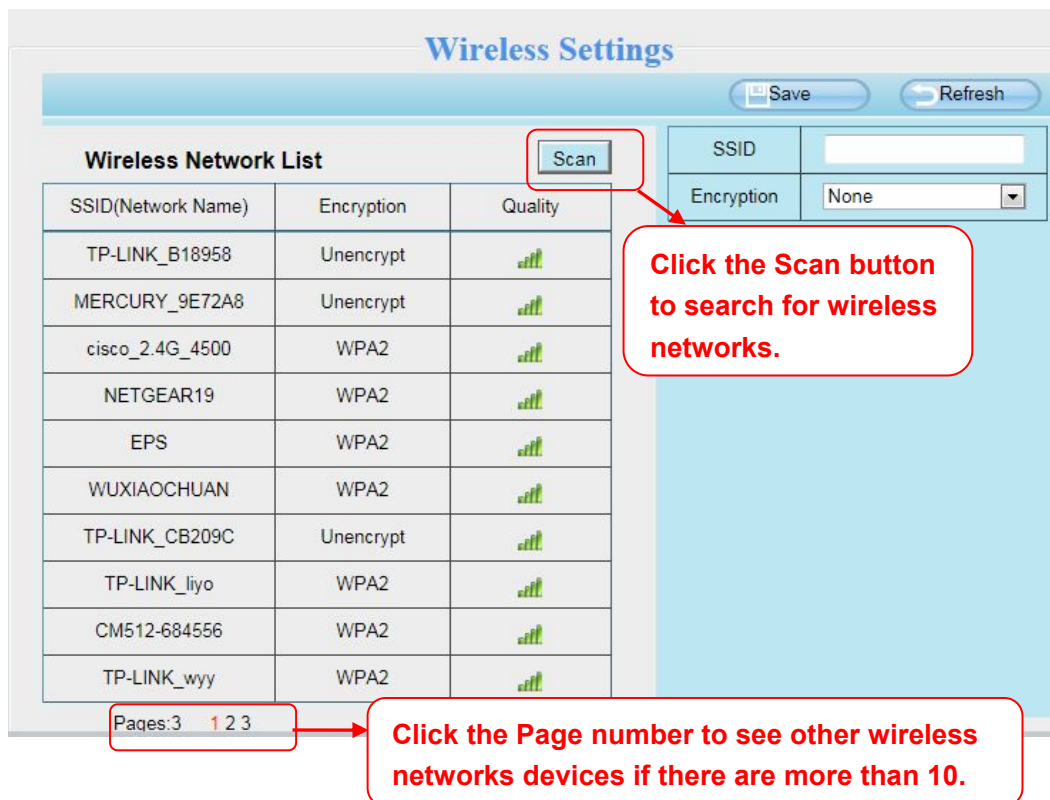 Wireless Settings
Save Refresh
Wireless Network List Scan
SSID
Encryption None
SSID(Network Name) Encryption Quality
TP-LINK_B18958 Unencrypt
MERCURY_9E72A8 Unencrypt
cisco_2.4G_4500 WPA2
NETGEAR19 WPA2
EPS WPA2
WUXIAOCHUAN WPA2
TP-LINK_CB209C Unencrypt
TP-LINK_liyo WPA2
CM512-684556 WPA2
TP-LINK_wyy WPA2
Pages:3 1 2 3
Click the Scan button
to search for wireless
networks.
Click the Page number to see other wireless
networks devices if there are more than 10.